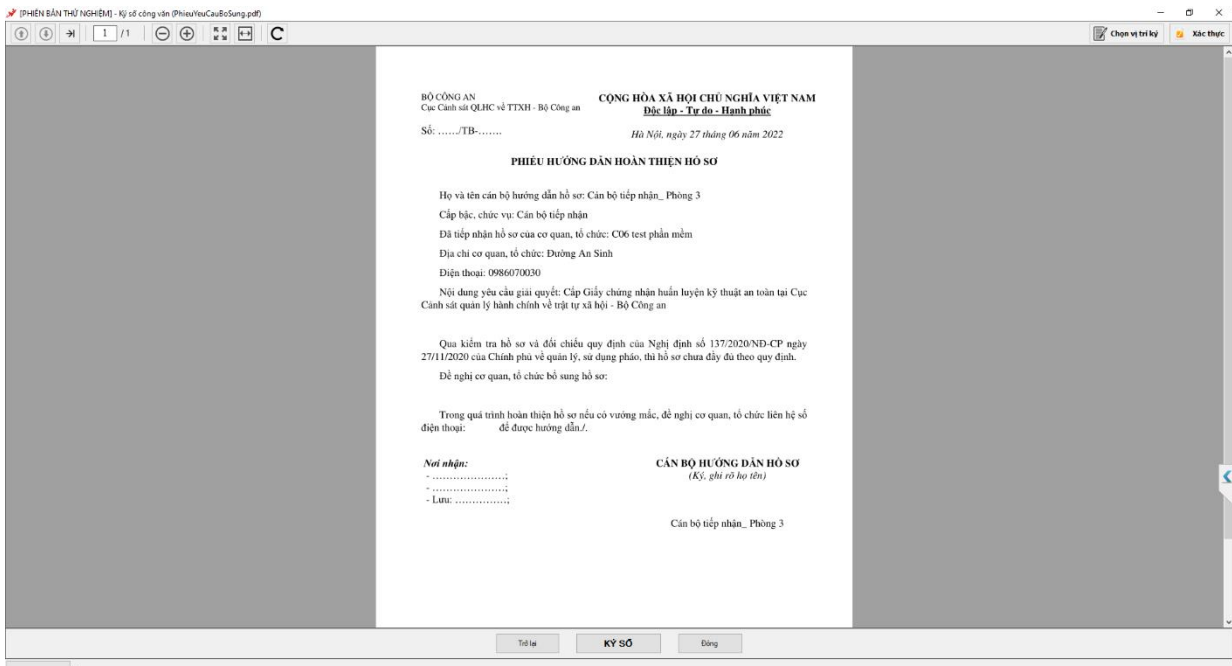 [PHIÊN BẢN THỬ NGHIỆM] - Ký số công văn (PhieuYeuCauBoSung.pdf)
1 /1
Chọn vị trí ký
Xác thực
BỘ CÔNG AN
Cục Cảnh sát QLHC về TTXH - Bộ Công an
CỘNG HÒA XÃ HỘI CHỦ NGHĨA VIỆT NAM
Độc lập - Tự do - Hạnh phúc
Số: ……/TB-…….
Hà Nội, ngày 27 tháng 06 năm 2022
PHIẾU HƯỚNG DẪN HOÀN THIỆN HỒ SƠ
Họ và tên cán bộ hướng dẫn hồ sơ: Cán bộ tiếp nhận_ Phòng 3
Cấp bậc, chức vụ: Cán bộ tiếp nhận
Đã tiếp nhận hồ sơ của cơ quan, tổ chức: C06 test phần mềm
Địa chỉ cơ quan, tổ chức: Đường An Sinh
Điện thoại: 0986070030
Nội dung yêu cầu giải quyết: Cấp Giấy chứng nhận huấn luyện kỹ thuật an toàn tại Cục
Cảnh sát quản lý hành chính về trật tự xã hội - Bộ Công an
Qua kiểm tra hồ sơ và đối chiếu quy định của Nghị định số 137/2020/NĐ-CP ngày
27/11/2020 của Chính phủ về quản lý, sử dụng pháo, thì hồ sơ chưa đầy đủ theo quy định.
Đề nghị cơ quan, tổ chức bổ sung hồ sơ:
Trong quá trình hoàn thiện hồ sơ nếu có vướng mắc, đề nghị cơ quan, tổ chức liên hệ số
điện thoại: để được hướng dẫn./.
Nơi nhận:
- …………………;
- …………………;
- Lưu: ……………;
CÁN BỘ HƯỚNG DẪN HỒ SƠ
(Ký, ghi rõ họ tên)
Cán bộ tiếp nhận_ Phòng 3
Trở lại
KÝ SỐ
Đóng